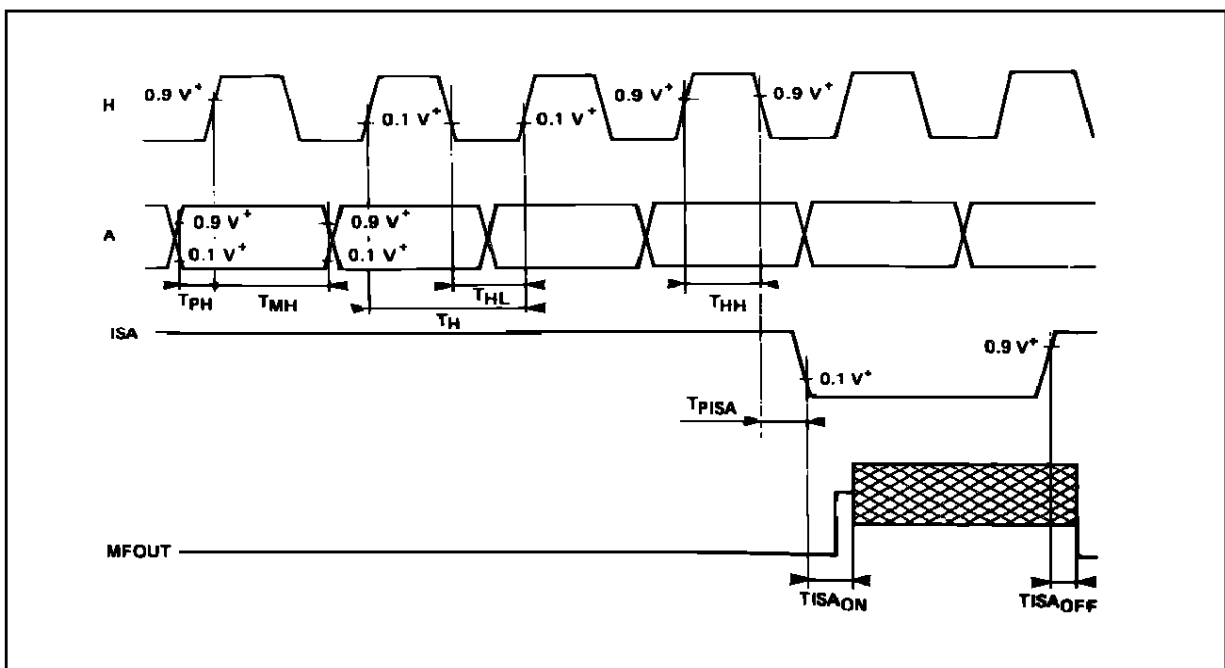 H
0.9 V+
0.1 V+
0.1 V+
0.9 V+
0.9 V+
A
0.9 V+
0.1 V+
0.9 V+
0.1 V+
TPH
TMH
THL
TH
THH
ISA
0.1 V+
0.9 V+
TPISA
MFOUT
TISAON
TISAOFF